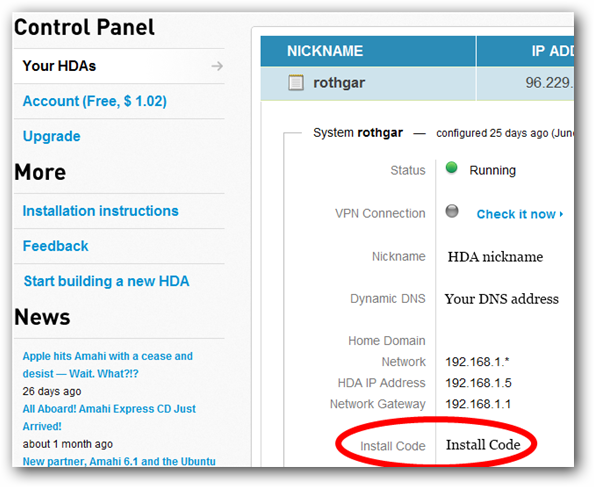 Control Panel
Your HDAs
Account (Free, $ 1.02)
Upgrade
More
Installation instructions
Feedback
Start building a new HDA
News
Apple hits Amahi with a cease and
desist — Wait. What?!?
26 days ago
All Aboard! Amahi Express CD Just
Arrived!
about 1 month ago
New partner, Amahi 6.1 and the Ubuntu
NICKNAME IP ADD
rothgar 96.229.
System rothgar — configured 25 days ago (June
Status Running
VPN Connection Check it now
Nickname HDA nickname
Dynamic DNS Your DNS address
Home Domain
Network 192.168.1.*
HDA IP Address 192.168.1.5
Network Gateway 192.168.1.1
Install Code Install Code